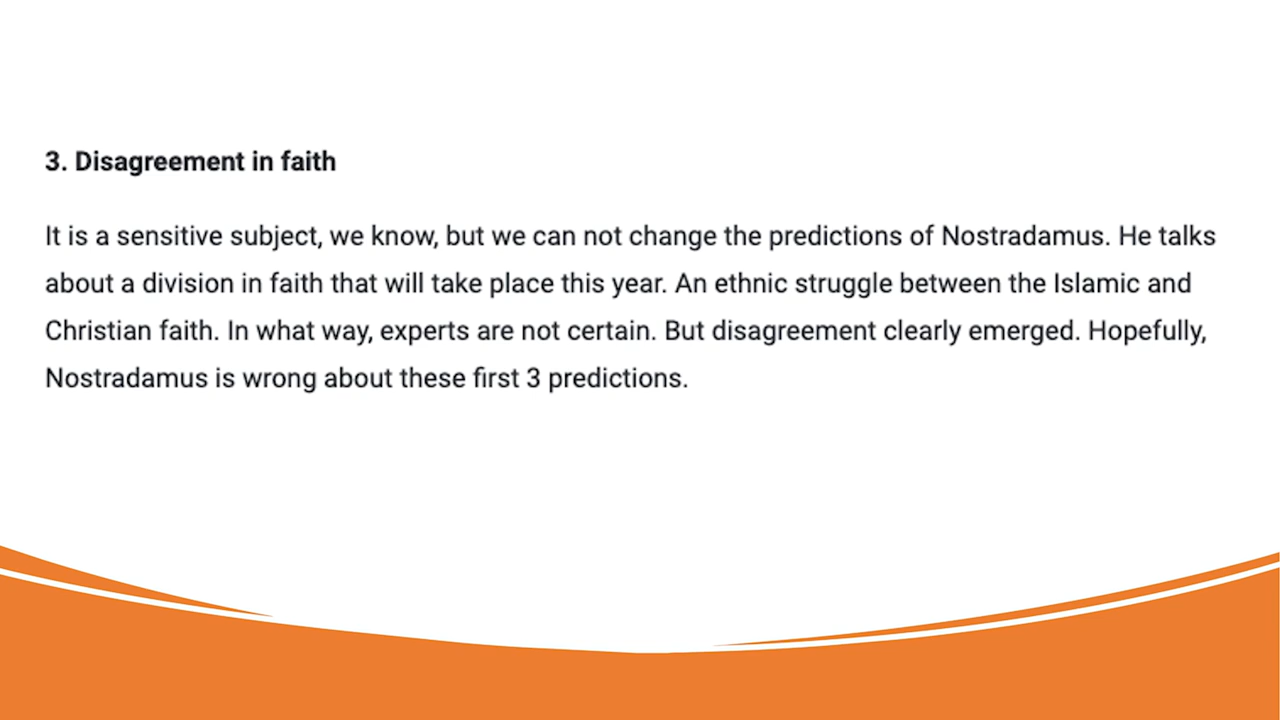 3. Disagreement in faith
It is a sensitive subject, we know, but we can not change the predictions of Nostradamus. He talks
about a division in faith that will take place this year. An ethnic struggle between the Islamic and
Christian faith. In what way, experts are not certain. But disagreement clearly emerged. Hopefully,
Nostradamus is wrong about these first 3 predictions.